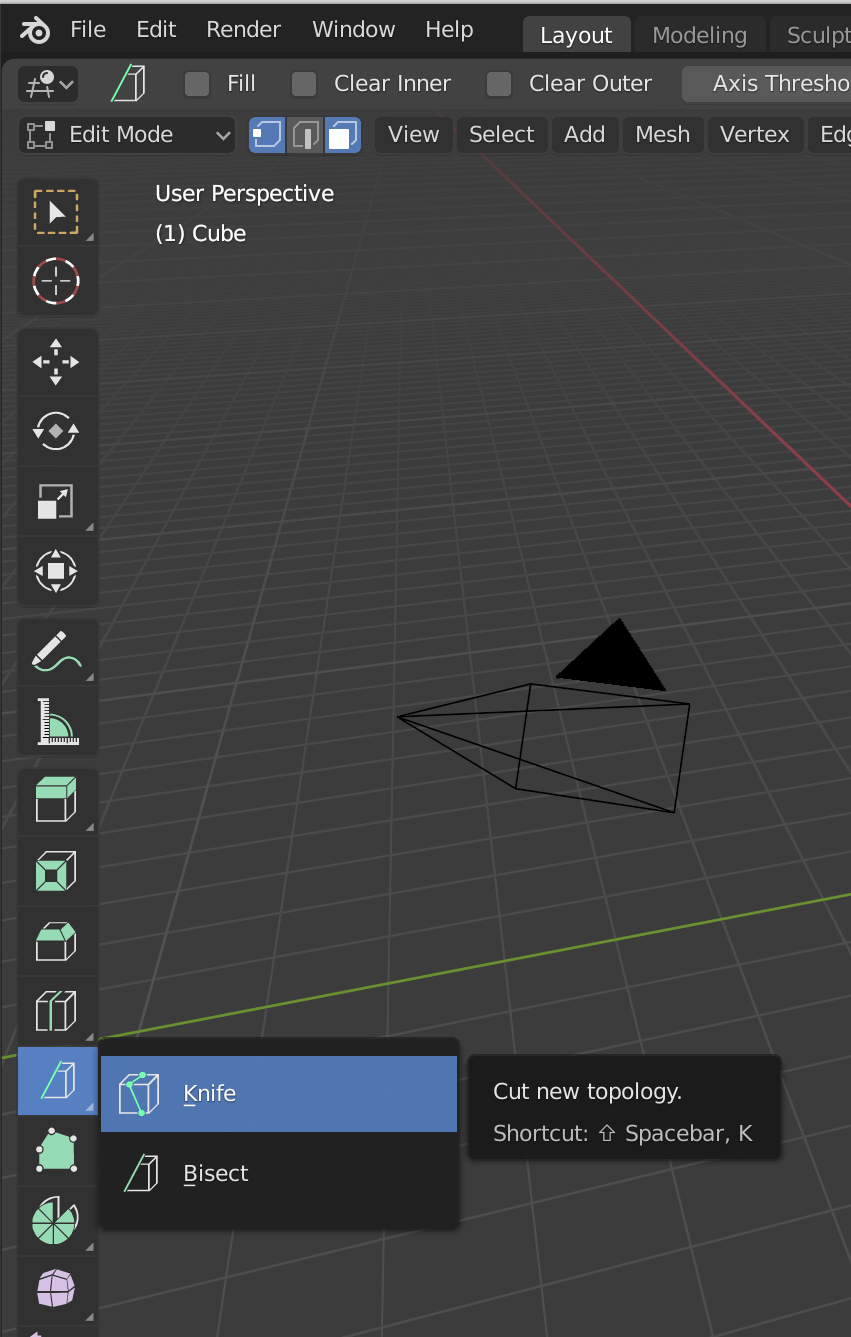 File Edit Render Window Help Layout Modeling Sculpt
Fill Clear Inner Clear Outer Axis Thresho
Edit Mode View Select Add Mesh Vertex Edg
User Perspective
(1) Cube
Knife
Bisect
Cut new topology.
Shortcut: ⇧ Spacebar, K